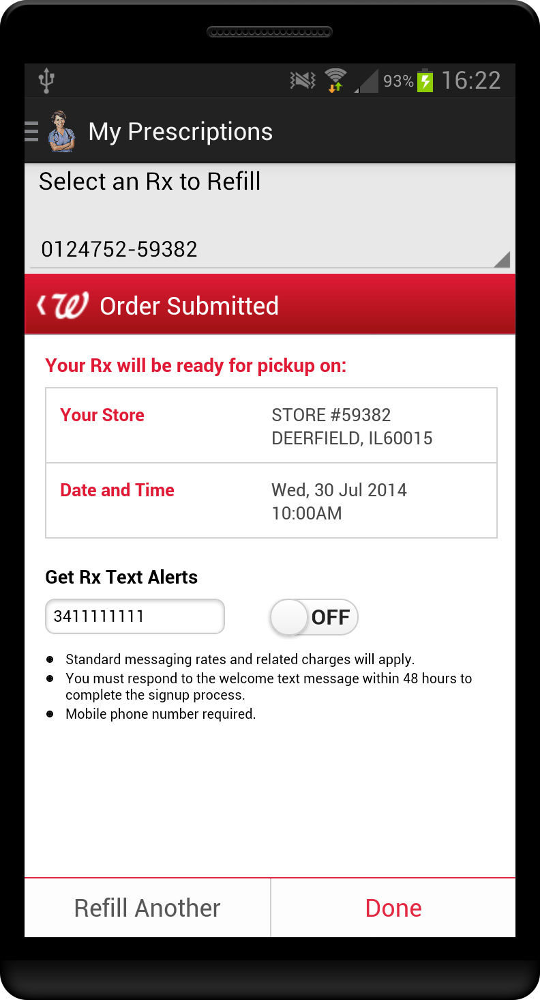 93% 16:22
My Prescriptions
Select an Rx to Refill
0124752-59382
W Order Submitted
Your Rx will be ready for pickup on:
Your Store STORE #59382
DEERFIELD, IL60015
Date and Time Wed, 30 Jul 2014
10:00AM
Get Rx Text Alerts
3411111111 OFF
Standard messaging rates and related charges will apply.
You must respond to the welcome text message within 48 hours to
complete the signup process.
Mobile phone number required.
Refill Another Done